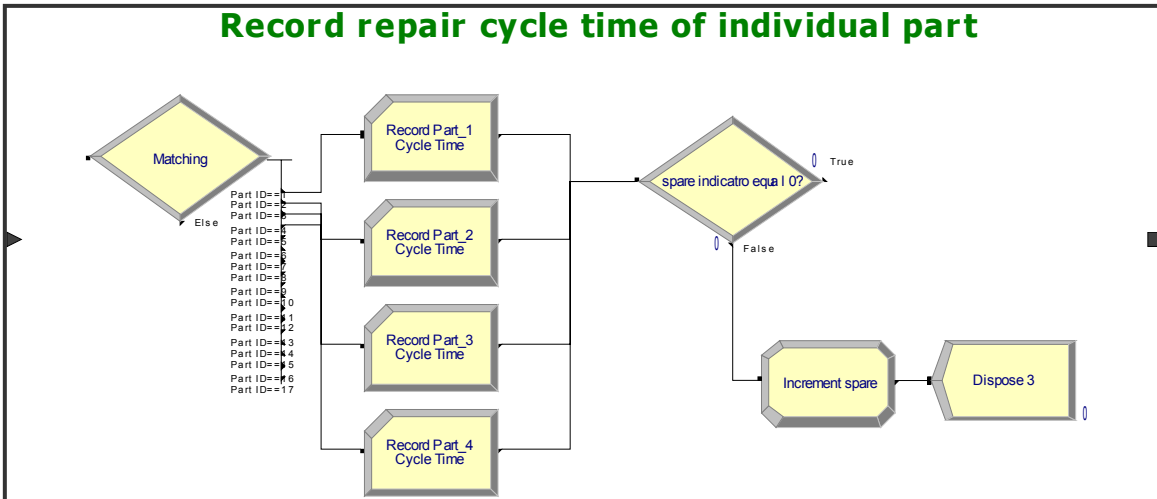 Record repair cycle time of individual part
Matching
Else
Part ID==1
Part ID==2
Part ID==3
Part ID==4
Part ID==5
Part ID==6
Part ID==7
Part ID==8
Part ID==9
Part ID==10
Part ID==11
Part ID==12
Part ID==13
Part ID==14
Part ID==15
Part ID==16
Part ID==17
Record Part_1
Cycle Time
Record Part_2
Cycle Time
Record Part_3
Cycle Time
Record Part_4
Cycle Time
spare indicatro equal 0?
0
True
0
False
Increment spare
Dispose 3
0